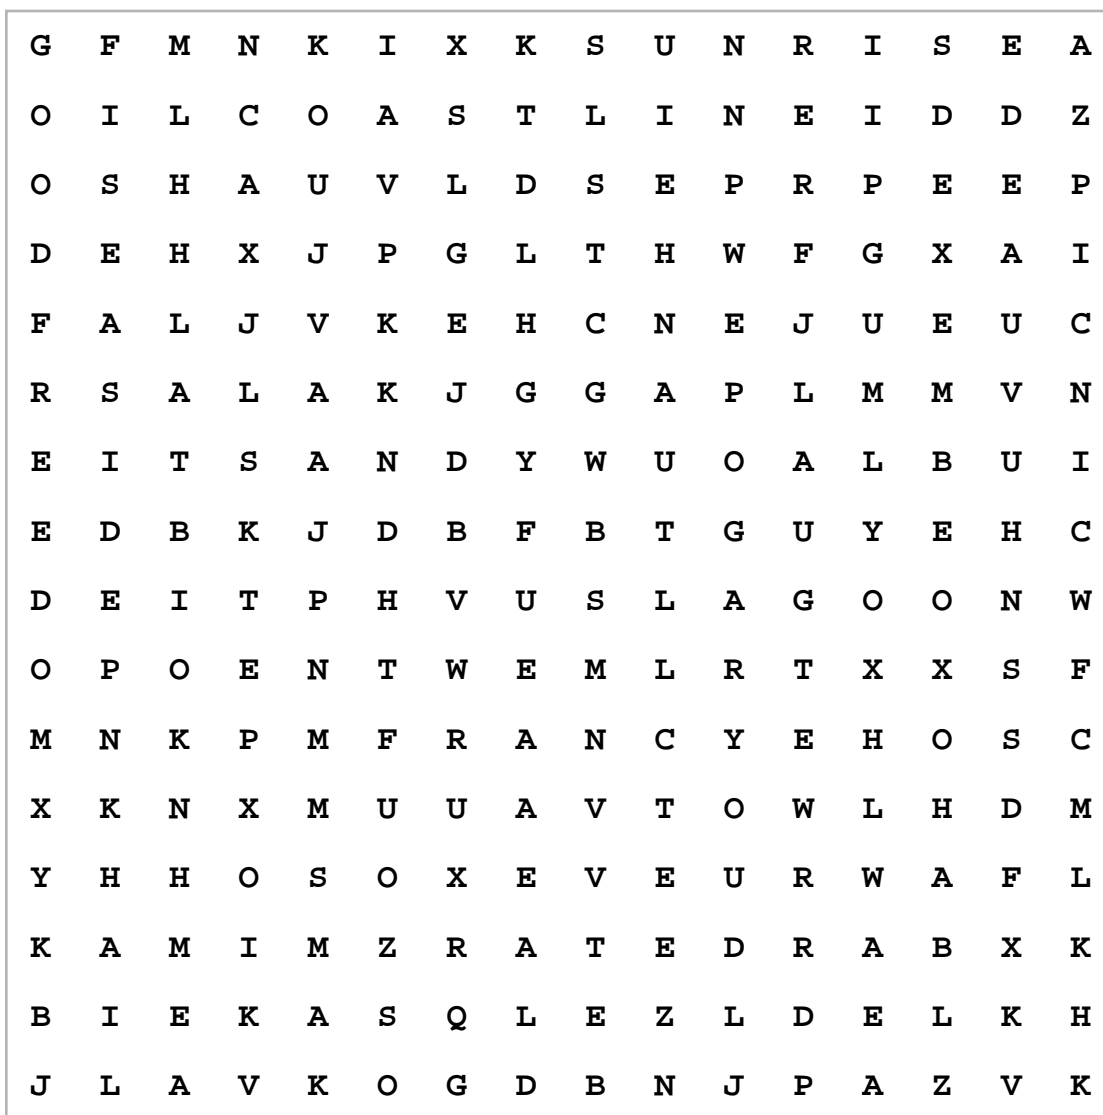 G F M N K I X K S U N R I S E A
O I L C O A S T L I N E I D D Z
O S H A U V L D S E P R P E E P
D E H X J P G L T H W F G X A I
F A L J V K E H C N E J U E U C
R S A L A K J G G A P L M M V N
E I T S A N D Y W U O A L B U I
E D B K J D B F B T G U Y E H C
D E I T P H V U S L A G O O N W
O P O E N T W E M L R T X X S F
M N K P M F R A N C Y E H O S C
X K N X M U U A V T O W L H D M
Y H H O S O X E V E U R W A F L
K A M I M Z R A T E D R A B X K
B I E K A S Q L E Z L D E L K H
J L A V K O G D B N J P A Z V K